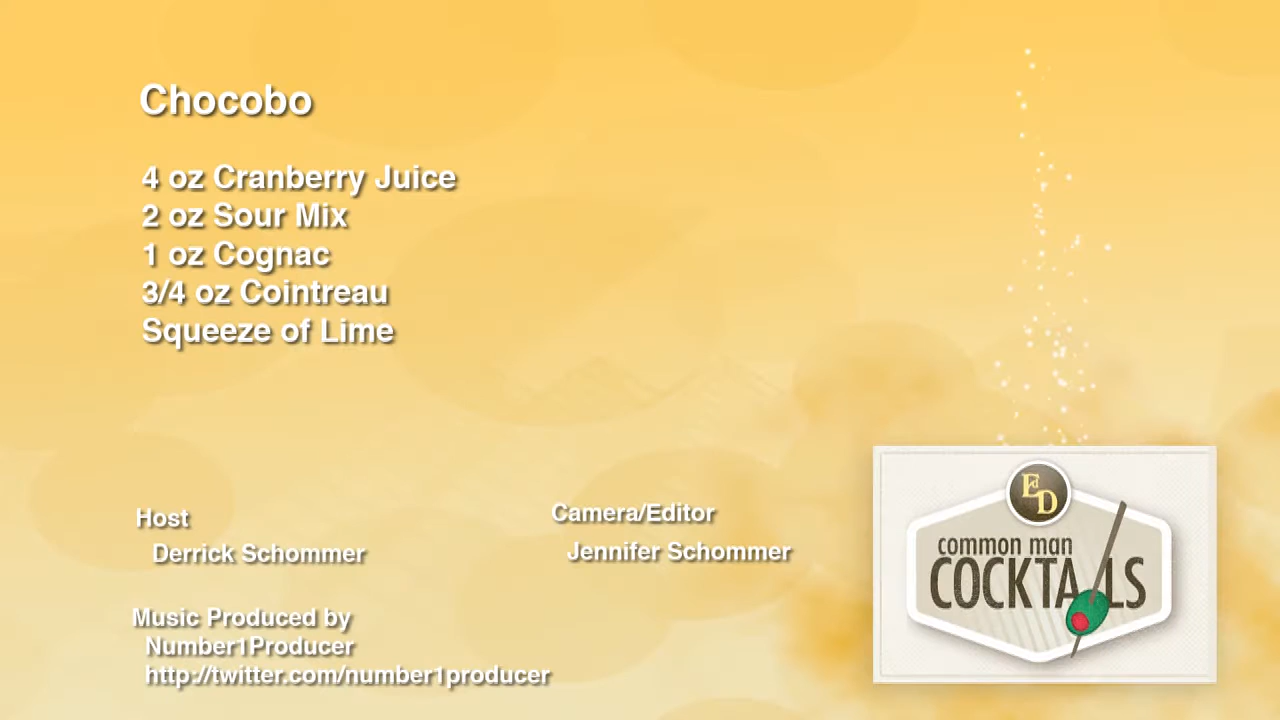 Chocobo
4 oz Cranberry Juice
2 oz Sour Mix
1 oz Cognac
3/4 oz Cointreau
Squeeze of Lime
Host
Derrick Schommer
Camera/Editor
Jennifer Schommer
Music Produced by
Number1Producer
http://twitter.com/number1producer
Ed
common man
COCKTAILS